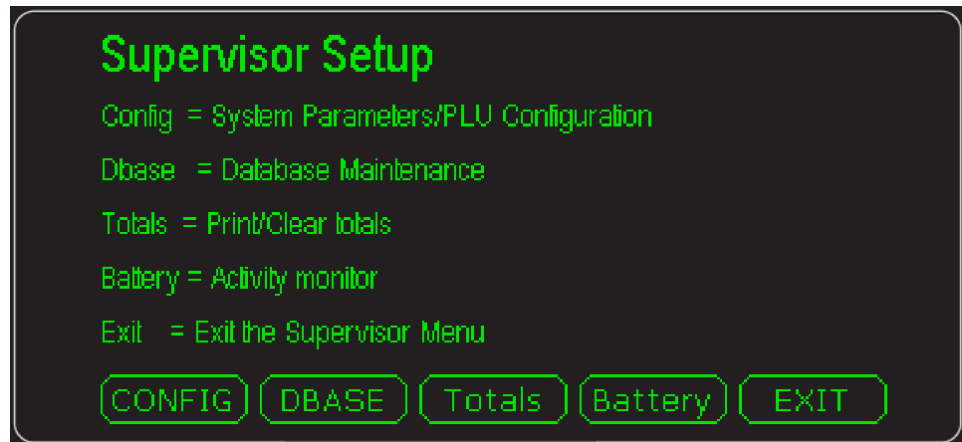 Supervisor Setup
Config = System Parameters/PLU Configuration
Dbase = Database Maintenance
Totals = Print/Clear totals
Battery = Activity monitor
Exit = Exit the Supervisor Menu
CONFIG DBASE Totals Battery EXIT